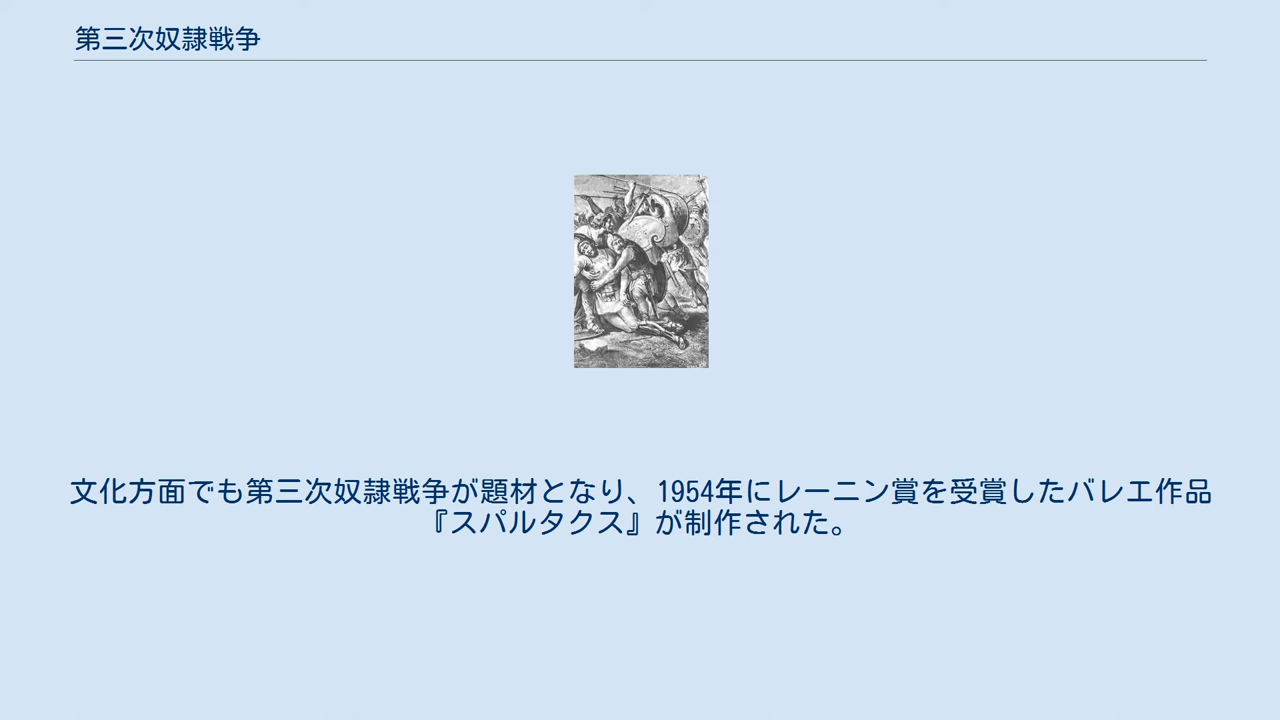 第三次奴隷戦争
文化方面でも第三次奴隷戦争が題材となり、1954年にレーニン賞を受賞したバレエ作品
『スパルタクス』が制作された。